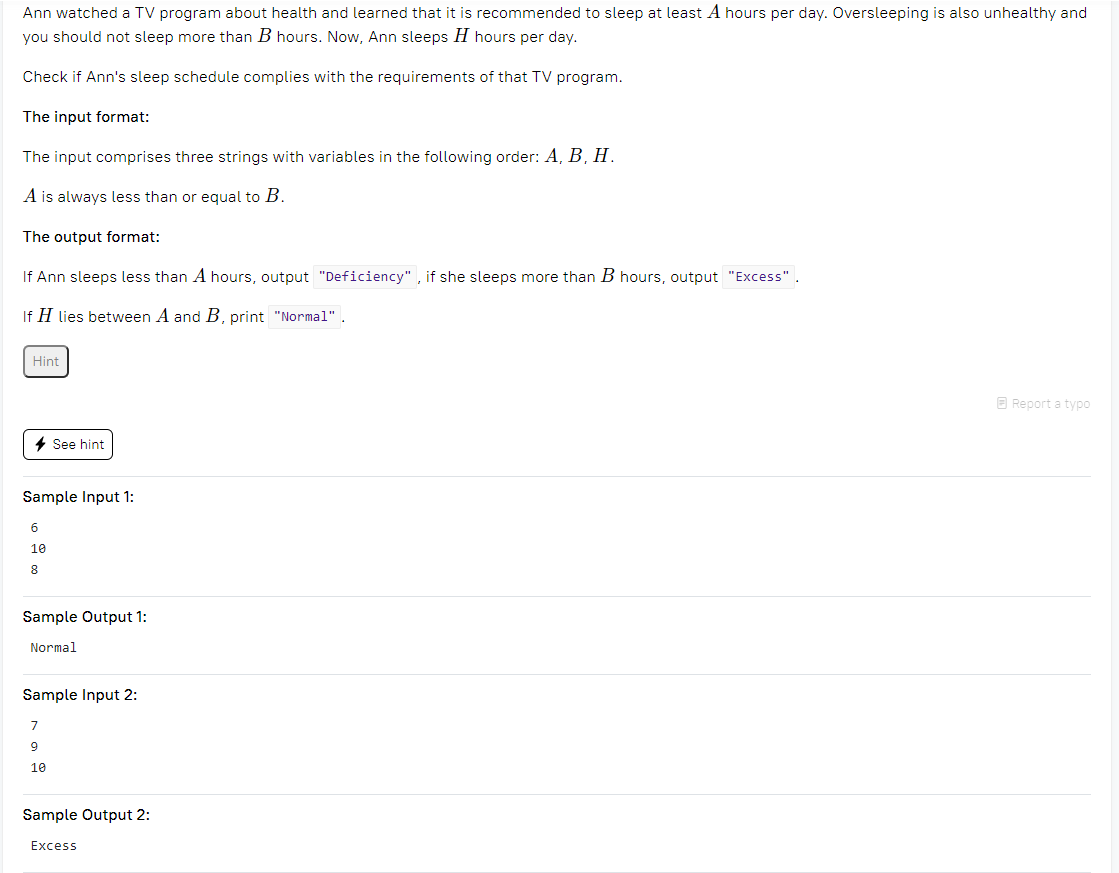 Ann watched a TV program about health and learned that it is recommended to sleep at least A hours per day. Oversleeping is also unhealthy and
you should not sleep more than B hours. Now, Ann sleeps H hours per day.
Check if Ann's sleep schedule complies with the requirements of that TV program.
The input format:
The input comprises three strings with variables in the following order: A, B, H.
A is always less than or equal to B.
The output format:
If Ann sleeps less than A hours, output "Deficiency", if she sleeps more than B hours, output "Excess".
If H lies between A and B, print "Normal".
Hint
Report a typo
See hint
Sample Input 1:
6
10
8
Sample Output 1:
Normal
Sample Input 2:
7
9
10
Sample Output 2:
Excess